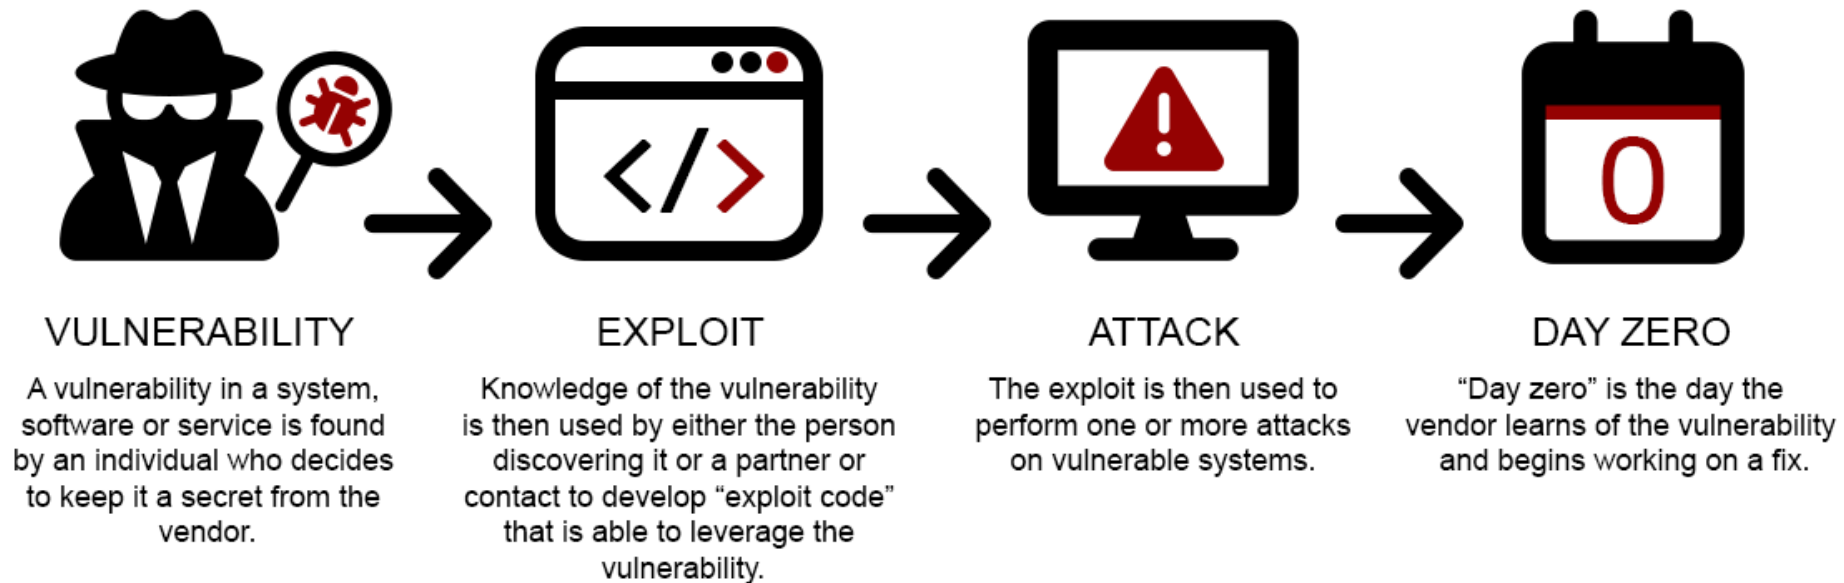 0
VULNERABILITY
A vulnerability in a system,
software or service is found
by an individual who decides
to keep it a secret from the
vendor.
</>
EXPLOIT
Knowledge of the vulnerability
is then used by either the person
discovering it or a partner or
contact to develop “exploit code”
that is able to leverage the
vulnerability.
!
ATTACK
The exploit is then used to
perform one or more attacks
on vulnerable systems.
DAY ZERO
“Day zero” is the day the
vendor learns of the vulnerability
and begins working on a fix.